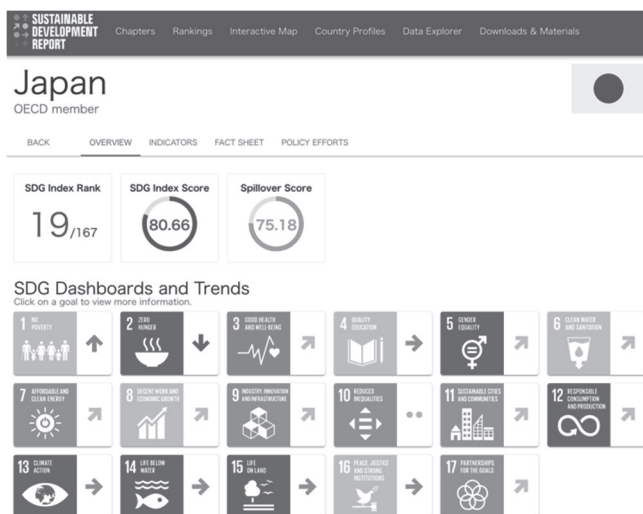 SUSTAINABLE
DEVELOPMENT
REPORT
Chapters Rankings Interactive Map Country Profiles Data Explorer Downloads & Materials
Japan
OECD member
BACK OVERVIEW INDICATORS FACT SHEET POLICY EFFORTS
SDG Index Rank SDG Index Score Spillover Score
19/167 80.66 75.18
SDG Dashboards and Trends
Click on a goal to view more information.
1 NO
POVERTY
2 ZERO
HUNGER
3 GOOD HEALTH
AND WELL-BEING
4 QUALITY
EDUCATION
5 GENDER
EQUALITY
6 CLEAN WATER
AND SANITATION
7 AFFORDABLE AND
CLEAN ENERGY
8 DECENT WORK AND
ECONOMIC GROWTH
9 INDUSTRY, INNOVATION
AND INFRASTRUCTURE
10 REDUCED
INEQUALITIES
11 SUSTAINABLE CITIES
AND COMMUNITIES
12 RESPONSIBLE
CONSUMPTION
AND PRODUCTION
13 CLIMATE
ACTION
14 LIFE BELOW
WATER
15 LIFE
ON LAND
16 PEACE, JUSTICE
AND STRONG
INSTITUTIONS
17 PARTNERSHIPS
FOR THE GOALS